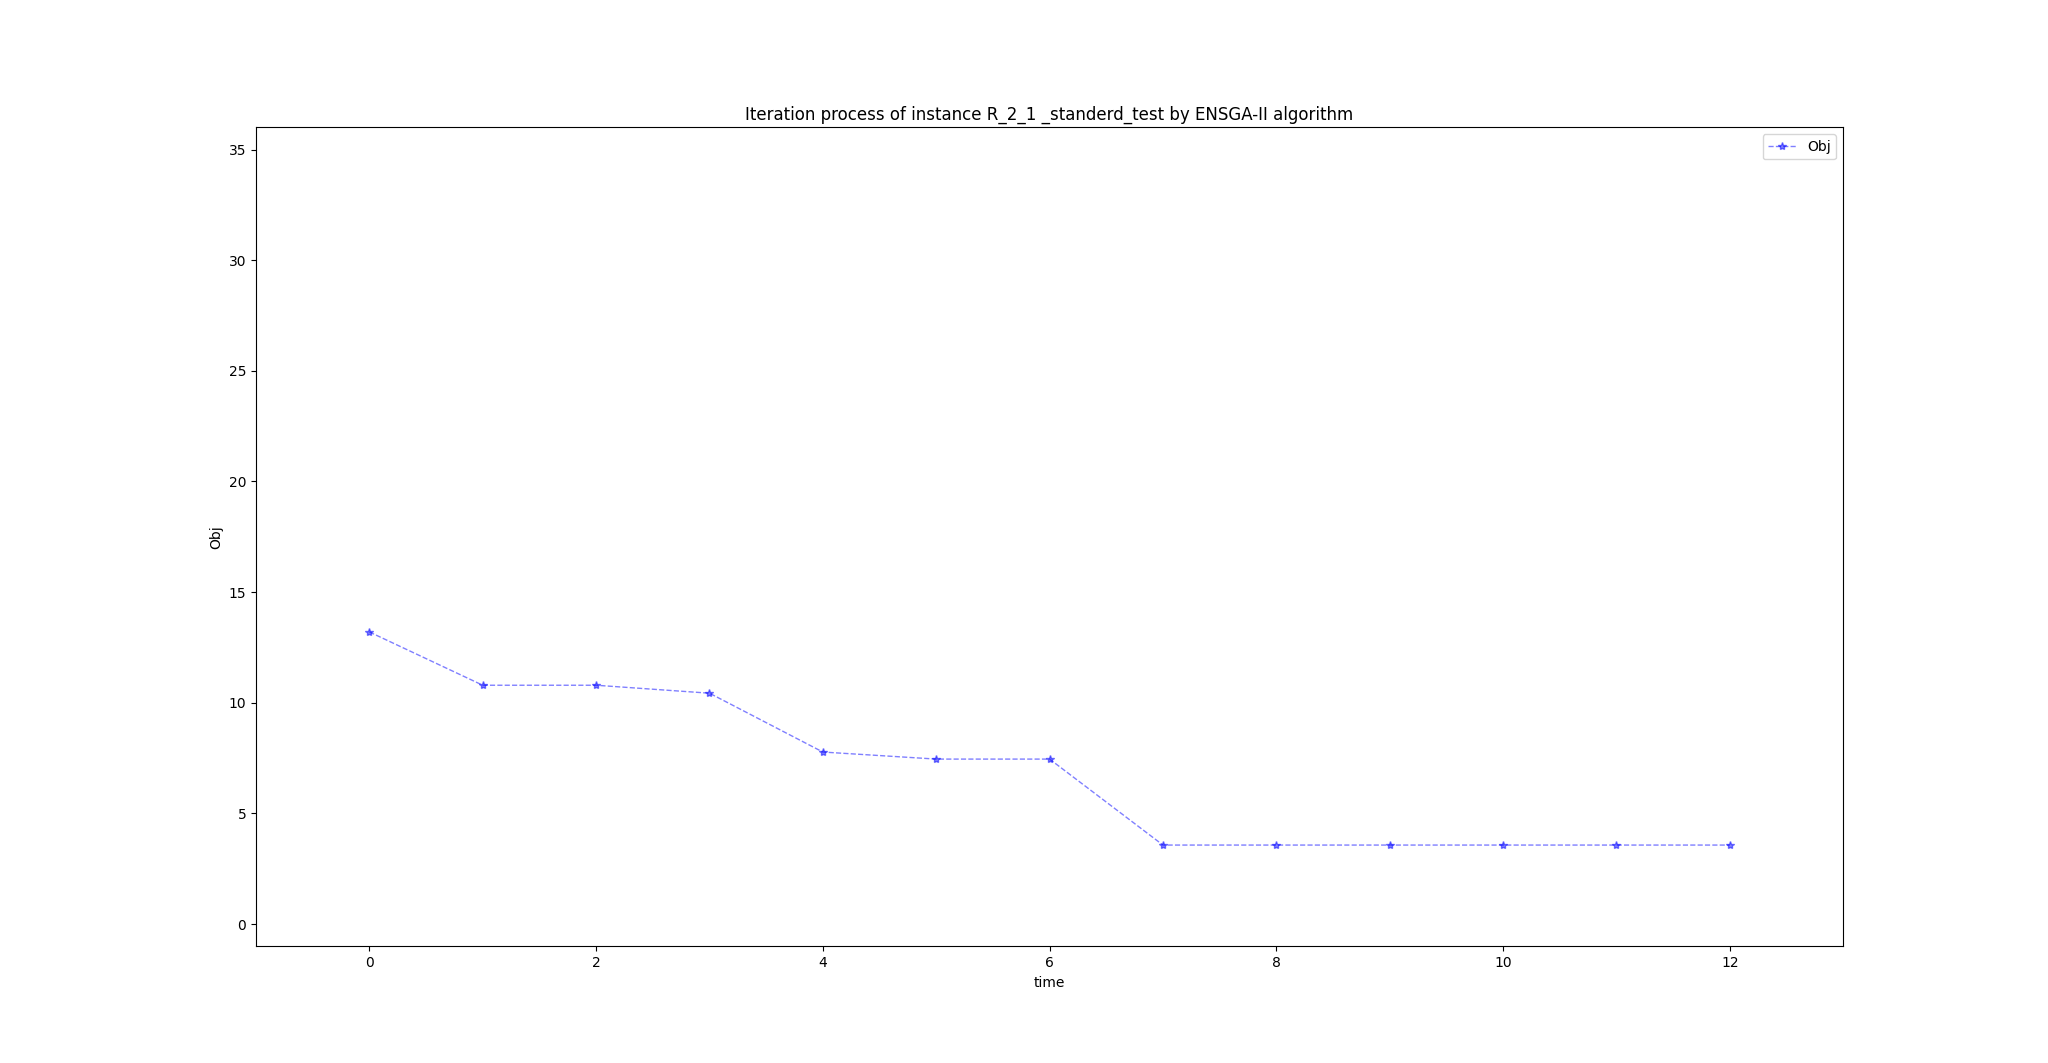 Iteration process of instance R_2_1 _standerd_test by ENSGA-II algorithm
Obj
35
30
25
20
15
10
5
0
Obj
0 2 4 6 8 10 12
time